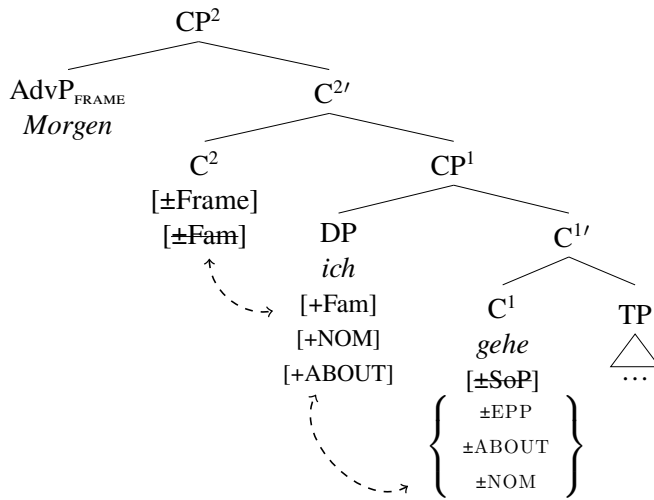 CP²
AdvP_FRAME C²′
Morgen
C² CP¹
[±Frame]
[±Fam] DP C¹′
ich
[+Fam] C¹ TP
[+NOM] gehe
[+ABOUT] [±SoP] ...
±EPP
±ABOUT
±NOM